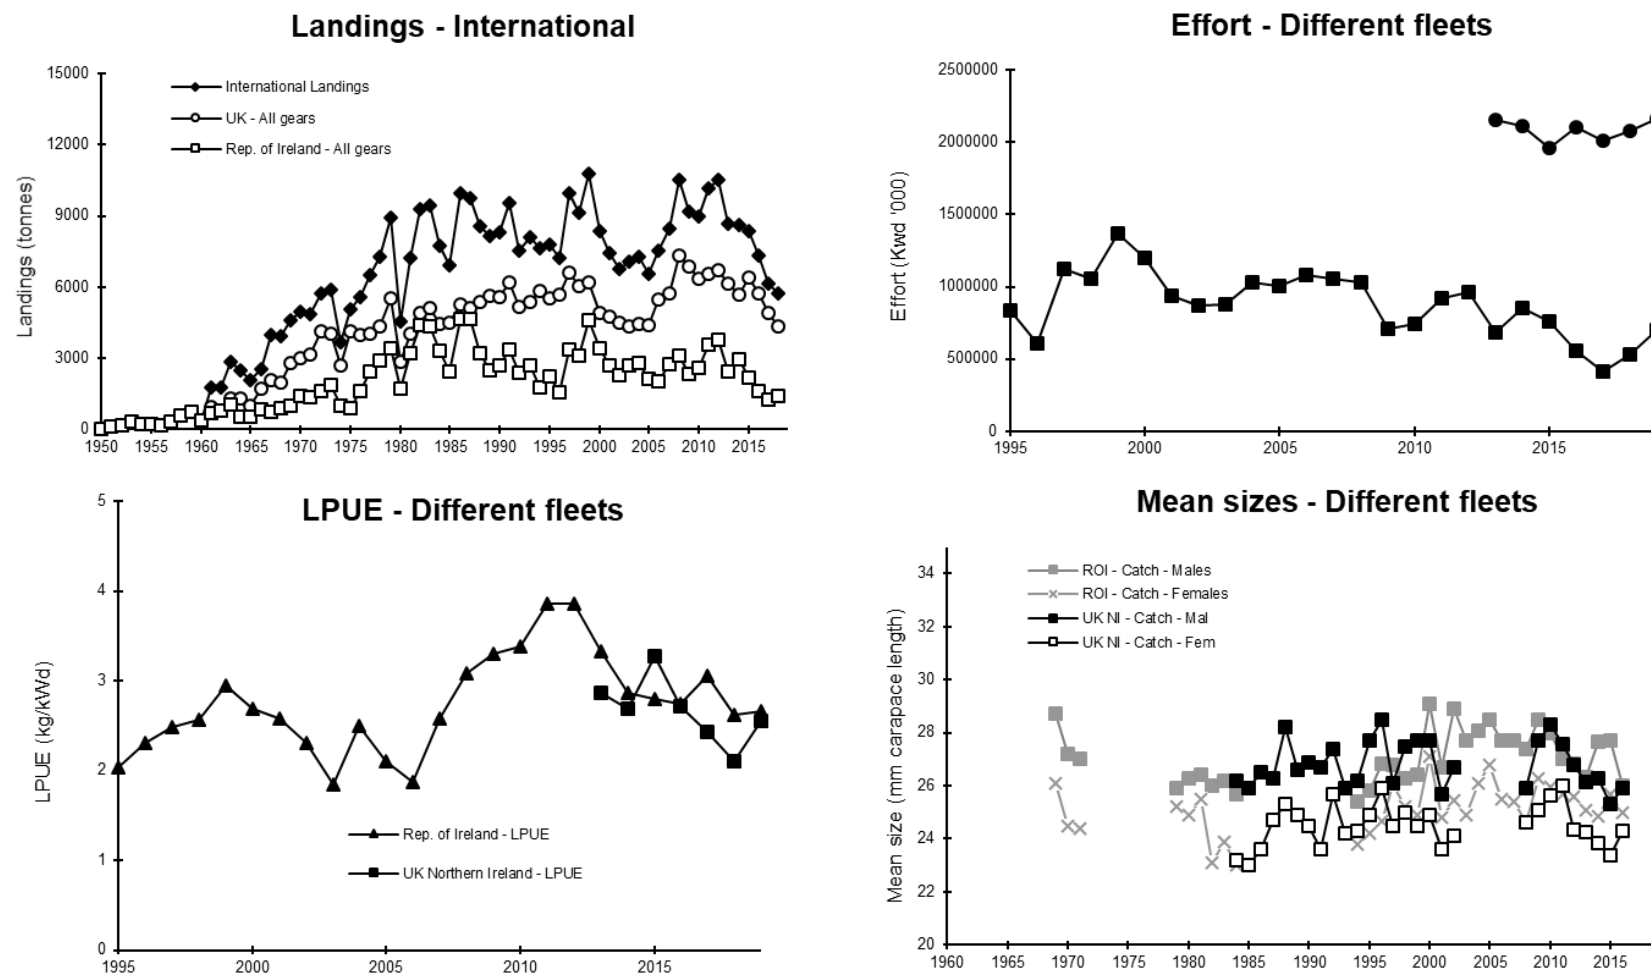 Landings - International
15000
12000
9000
6000
3000
0
Landings (tonnes)
International Landings
UK - All gears
Rep. of Ireland - All gears
1950 1955 1960 1965 1970 1975 1980 1985 1990 1995 2000 2005 2010 2015
Effort - Different fleets
2500000
2000000
1500000
1000000
500000
0
Effort (Kwd '000)
1995 2000 2005 2010 2015
LPUE - Different fleets
5
4
3
2
1
0
LPUE (kg/kWd)
Rep. of Ireland - LPUE
UK Northern Ireland - LPUE
1995 2000 2005 2010 2015
Mean sizes - Different fleets
34
32
30
28
26
24
22
20
Mean size (mm carapace length)
ROI - Catch - Males
ROI - Catch - Females
UK NI - Catch - Mal
UK NI - Catch - Fem
1960 1965 1970 1975 1980 1985 1990 1995 2000 2005 2010 2015